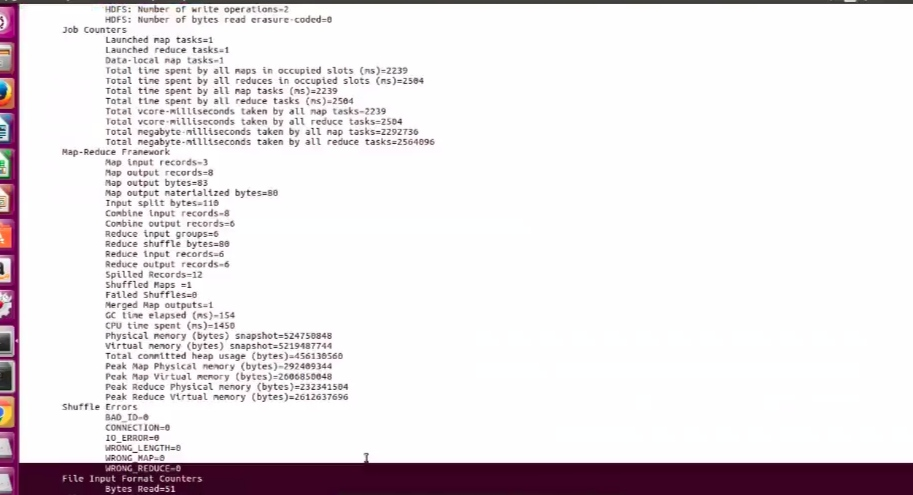 HDFS: Number of write operations=2
HDFS: Number of bytes read erasure-coded=0
Job Counters
Launched map tasks=1
Launched reduce tasks=1
Data-local map tasks=1
Total time spent by all maps in occupied slots (ms)=2239
Total time spent by all reduces in occupied slots (ms)=2504
Total time spent by all map tasks (ms)=2239
Total time spent by all reduce tasks (ms)=2504
Total vcore-milliseconds taken by all map tasks=2239
Total vcore-milliseconds taken by all reduce tasks=2504
Total megabyte-milliseconds taken by all map tasks=2292736
Total megabyte-milliseconds taken by all reduce tasks=2564096
Map-Reduce Framework
Map input records=3
Map output records=8
Map output bytes=83
Map output materialized bytes=80
Input split bytes=110
Combine input records=8
Combine output records=6
Reduce input groups=6
Reduce shuffle bytes=80
Reduce input records=6
Reduce output records=6
Spilled Records=12
Shuffled Maps =1
Failed Shuffles=0
Merged Map outputs=1
GC time elapsed (ms)=154
CPU time spent (ms)=1450
Physical memory (bytes) snapshot=524750848
Virtual memory (bytes) snapshot=5219487744
Total committed heap usage (bytes)=456130560
Peak Map Physical memory (bytes)=292409344
Peak Map Virtual memory (bytes)=2606850048
Peak Reduce Physical memory (bytes)=232341504
Peak Reduce Virtual memory (bytes)=2612637696
Shuffle Errors
BAD_ID=0
CONNECTION=0
IO_ERROR=0
WRONG_LENGTH=0
WRONG_MAP=0
WRONG_REDUCE=0
File Input Format Counters
Bytes Read=51